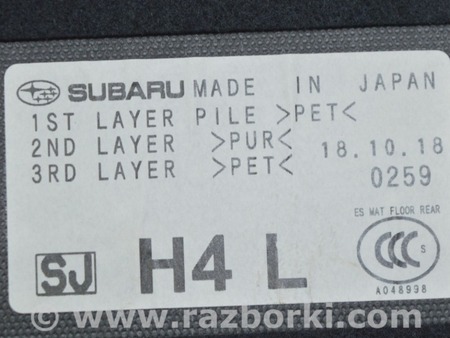 SUBARU MADE IN JAPAN
1ST LAYER PILE >PET<
2ND LAYER >PUR< 18.10.18
3RD LAYER >PET< 0259
ES MAT FLOOR REAR
SJ H4 L CCC S
A048998
© www.razborki.com